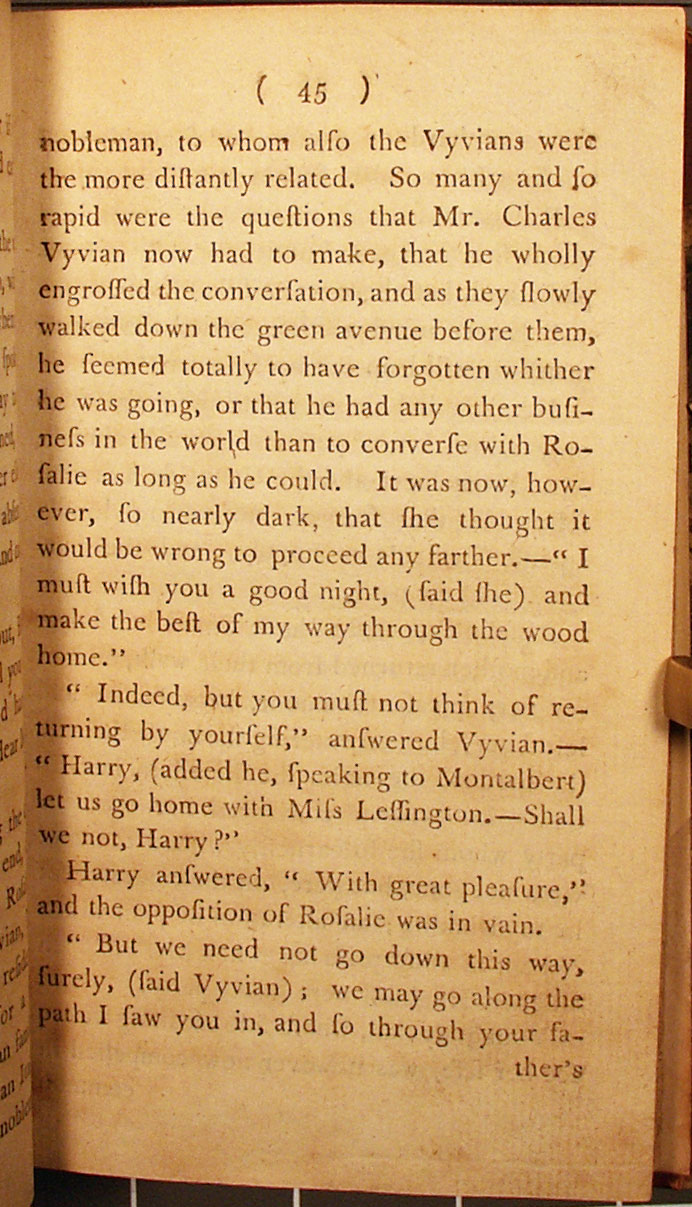 ( 45 )
nobleman, to whom alſo the Vyvians were
the more diſtantly related. So many and ſo
rapid were the queſtions that Mr. Charles
Vyvian now had to make, that he wholly
engroſſed the converſation, and as they ſlowly
walked down the green avenue before them,
he ſeemed totally to have forgotten whither
he was going, or that he had any other buſi-
neſs in the world than to converſe with Ro-
ſalie as long as he could. It was now, how-
ever, ſo nearly dark, that ſhe thought it
would be wrong to proceed any farther.—“ I
muſt wiſh you a good night, (ſaid ſhe) and
make the beſt of my way through the wood
home.”
“ Indeed, but you muſt not think of re-
turning by yourſelf,” anſwered Vyvian.—
“ Harry, (added he, ſpeaking to Montalbert)
let us go home with Miſs Leſſington.—Shall
we not, Harry?”
Harry anſwered, “ With great pleaſure,”
and the oppoſition of Roſalie was in vain.
“ But we need not go down this way,
ſurely, (ſaid Vyvian) ; we may go along the
path I ſaw you in, and ſo through your fa-
ther's